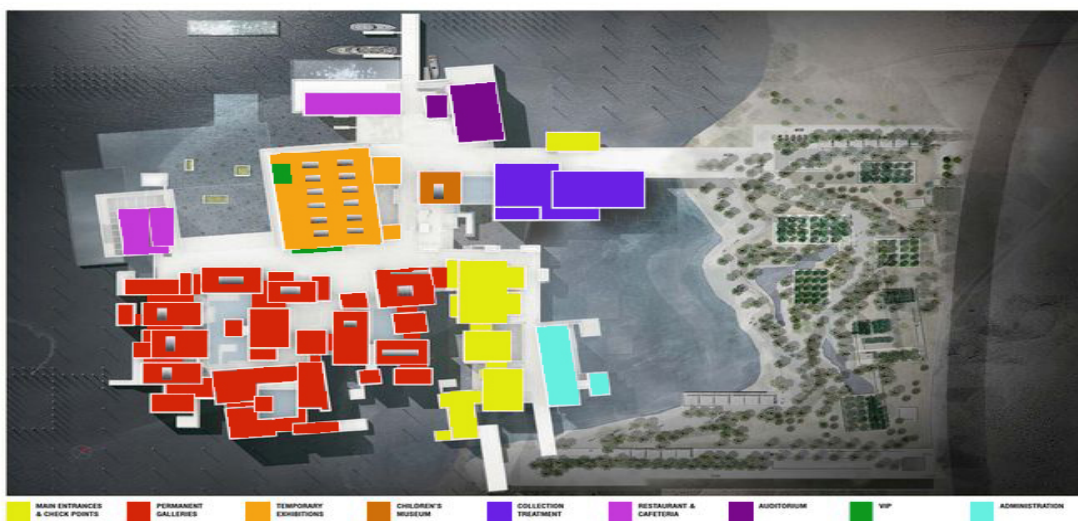 MAIN ENTRANCES
& CHECK POINTS
PERMANENT
GALLERIES
TEMPORARY
EXHIBITIONS
CHILDREN'S
MUSEUM
COLLECTION
TREATMENT
RESTAURANT &
CAFETERIA
AUDITORIUM
VIP
ADMINISTRATION